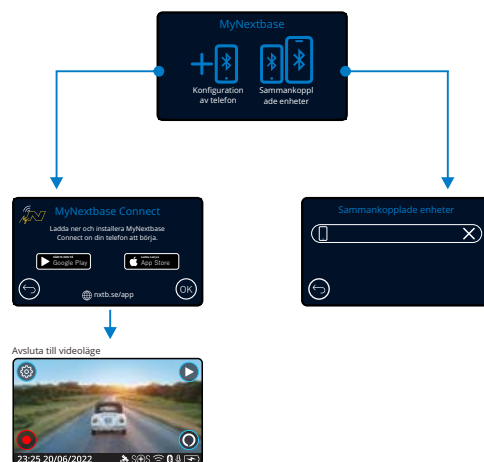 MyNextbase
Konfiguration
av telefon
Sammankoppl
ade enheter
MyNextbase Connect
Ladda ner och installera MyNextbase
Connect on din telefon att börja.
Google Play
App Store
nxtb.se/app
OK
Sammankopplade enheter
Avsluta till videoläge
23:25 20/06/2022
SOS